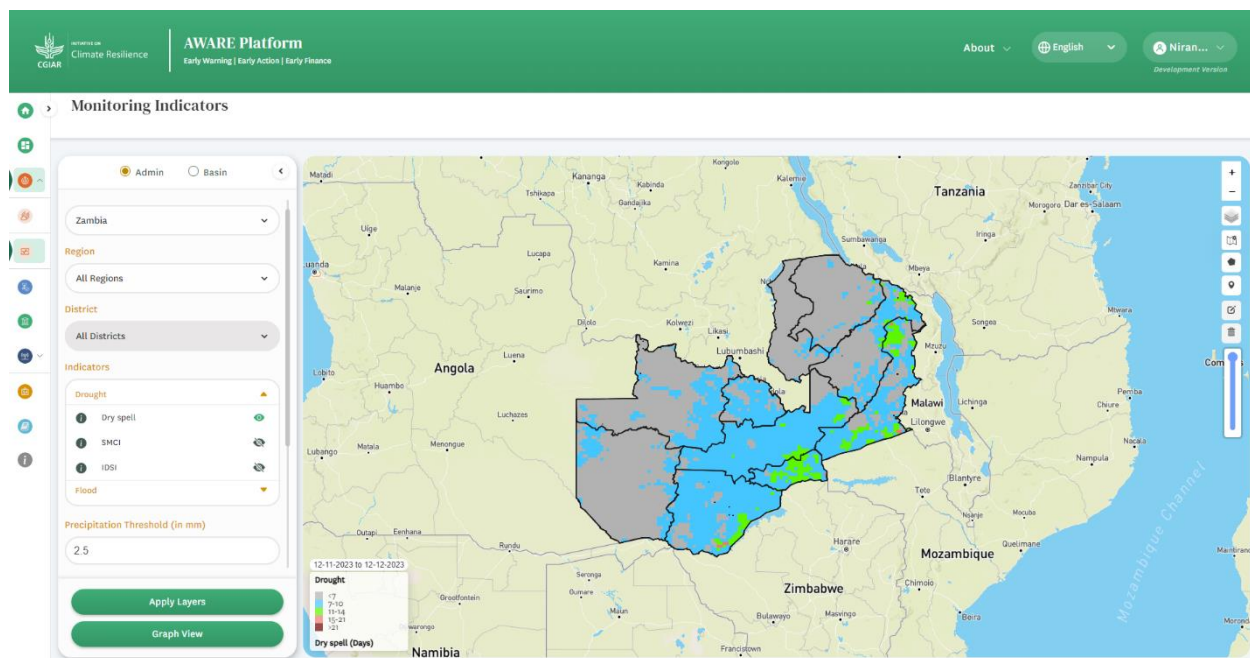 CGIAR
INITIATIVE ON
Climate Resilience
AWARE Platform
Early Warning | Early Action | Early Finance
About
English
Niran...
Development Version
Monitoring Indicators
Admin
Basin
Zambia
Region
All Regions
District
All Districts
Indicators
Drought
Dry spell
SMCI
IDSI
Flood
Precipitation Threshold (in mm)
2.5
Apply Layers
Graph View
Matadi
Kananga
Kabinda
Kongolo
Kalemie
Tanzania
Zanzibar City
Tshikapa
Gandajika
Morogoro
Dar es-Salaam
Uige
Iringa
Sumbawanga
Luanda
Lucapa
Kamina
Mbeya
Malanje
Saurimo
Dilolo
Kolwezi
Likasi
Songea
Mtwara
Mzuzu
Luena
Lubumbashi
Angola
Lobito
Huambo
Malawi
Lichinga
Pemba
Chiure
Luchazes
Lilongwe
Nacala
Lubango
Matala
Menongue
Nampula
Blantyre
Tete
Outapi
Eenhana
Rundu
Nsanje
Mocuba
Harare
Quelimane
Mozambique
Mozambique Channel
Zimbabwe
Chimoio
Seronga
Gumare
Grootfontein
Maun
Bulawayo
Masvingo
Beira
Francistown
Namibia
12-11-2023 to 12-12-2023
Drought
<7
7-10
11-14
15-21
>21
Dry spell (Days)